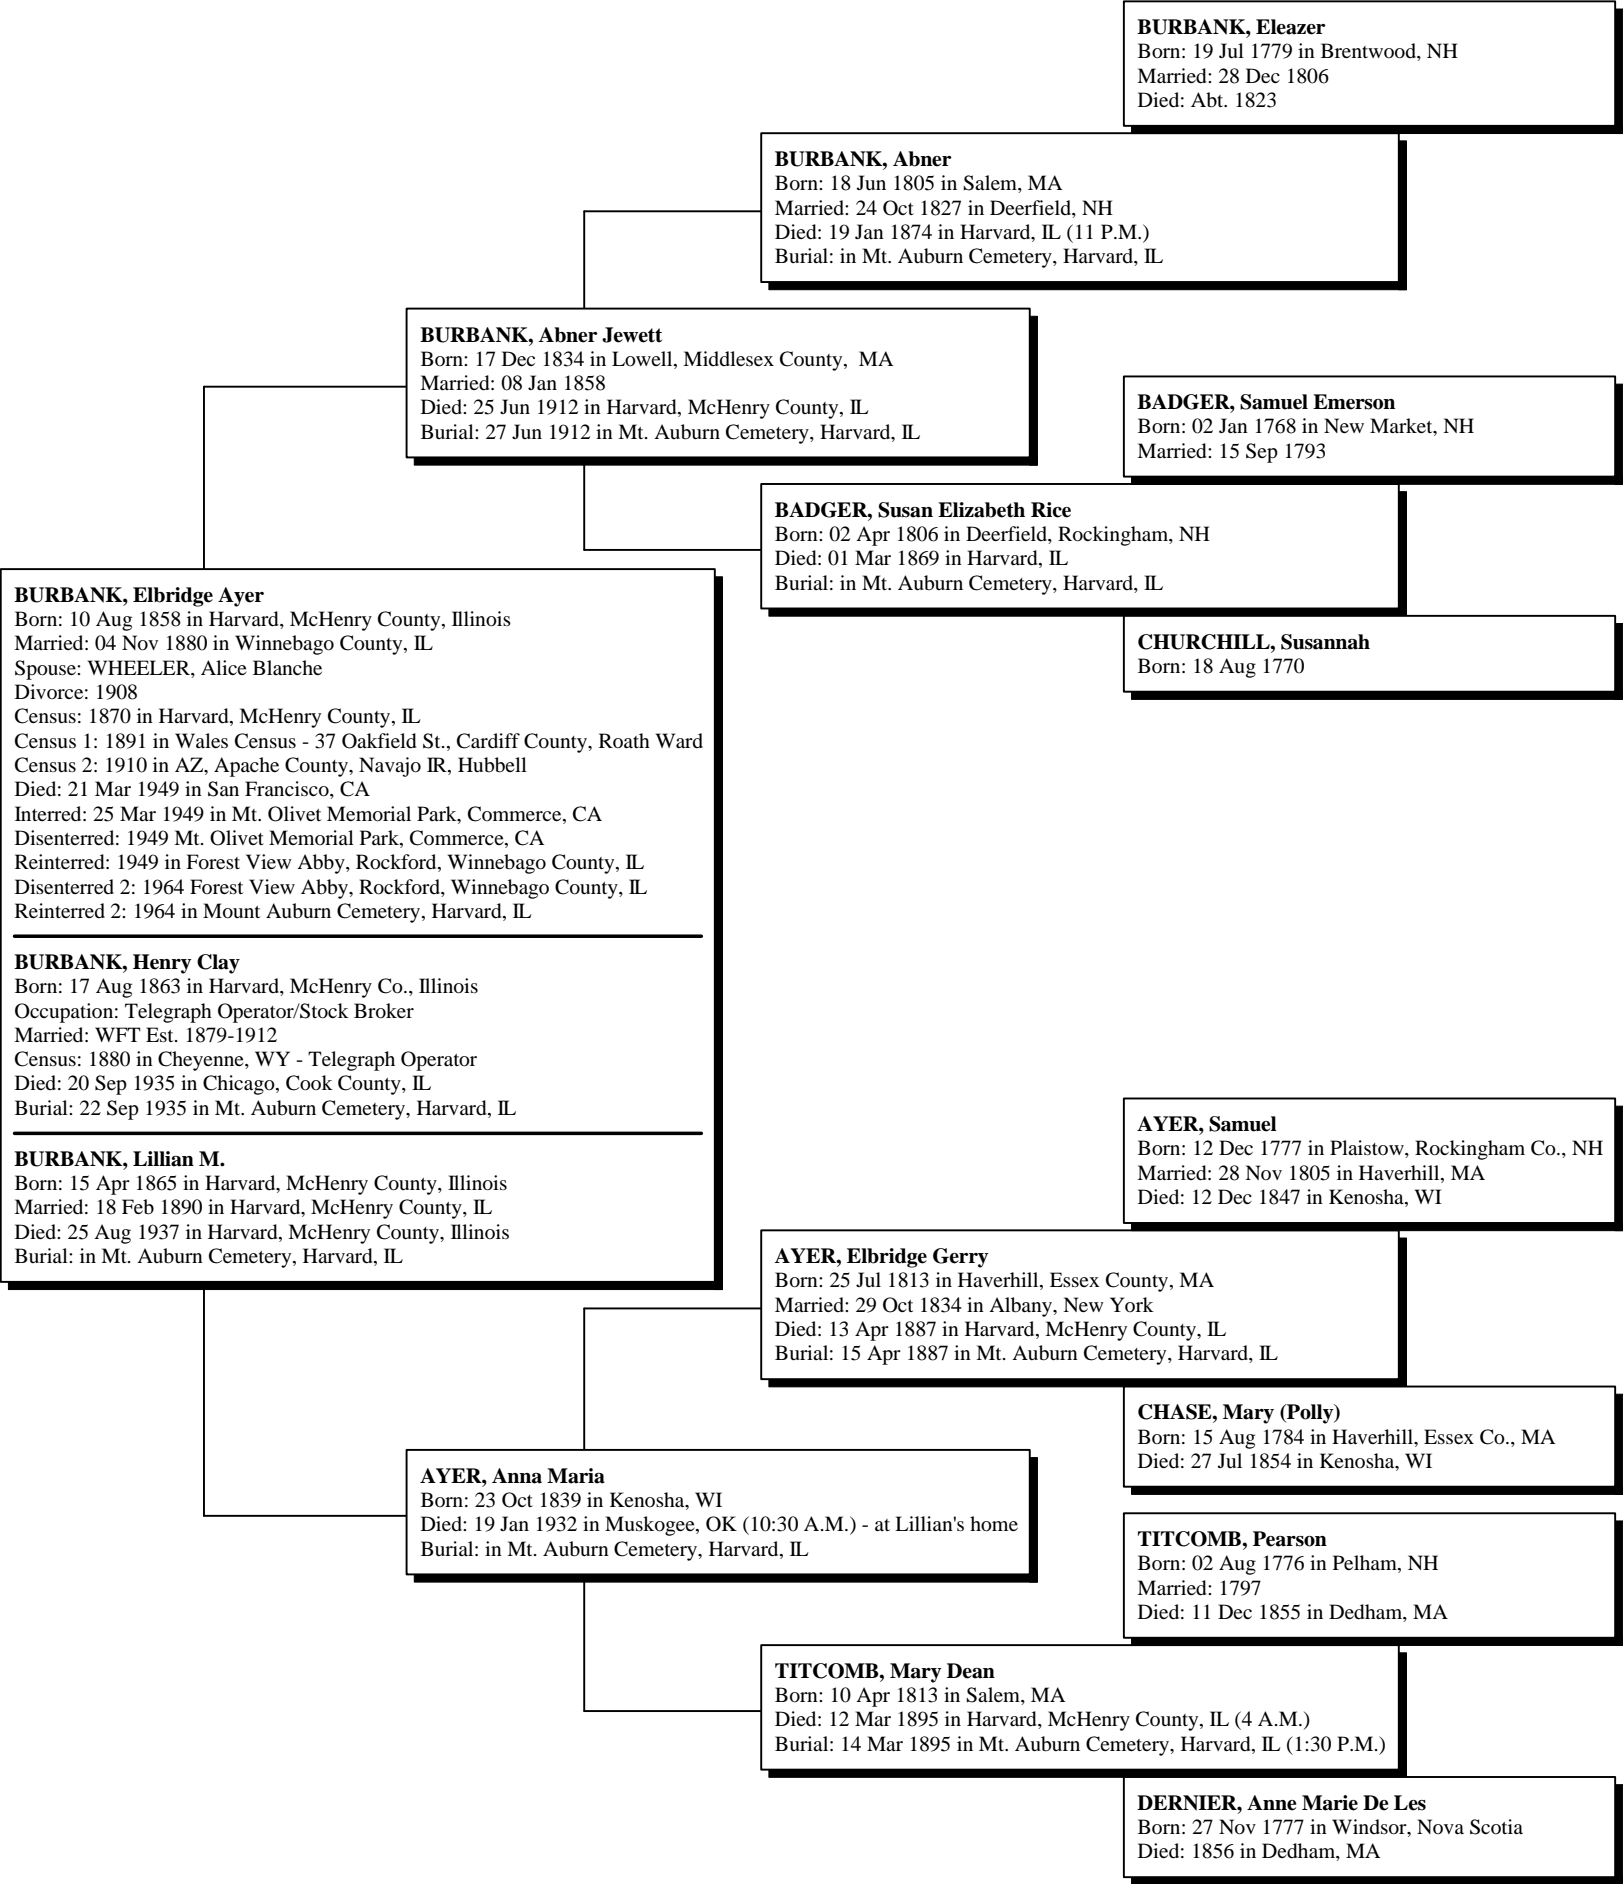 BURBANK, Eleazer
Born: 19 Jul 1779 in Brentwood, NH
Married: 28 Dec 1806
Died: Abt. 1823
BURBANK, Abner
Born: 18 Jun 1805 in Salem, MA
Married: 24 Oct 1827 in Deerfield, NH
Died: 19 Jan 1874 in Harvard, IL (11 P.M.)
Burial: in Mt. Auburn Cemetery, Harvard, IL
BURBANK, Abner Jewett
Born: 17 Dec 1834 in Lowell, Middlesex County,  MA
Married: 08 Jan 1858
Died: 25 Jun 1912 in Harvard, McHenry County, IL
Burial: 27 Jun 1912 in Mt. Auburn Cemetery, Harvard, IL
BADGER, Samuel Emerson
Born: 02 Jan 1768 in New Market, NH
Married: 15 Sep 1793
BADGER, Susan Elizabeth Rice
Born: 02 Apr 1806 in Deerfield, Rockingham, NH
Died: 01 Mar 1869 in Harvard, IL
Burial: in Mt. Auburn Cemetery, Harvard, IL
CHURCHILL, Susannah
Born: 18 Aug 1770
BURBANK, Elbridge Ayer
Born: 10 Aug 1858 in Harvard, McHenry County, Illinois
Married: 04 Nov 1880 in Winnebago County, IL
Spouse: WHEELER, Alice Blanche
Divorce: 1908
Census: 1870 in Harvard, McHenry County, IL
Census 1: 1891 in Wales Census - 37 Oakfield St., Cardiff County, Roath Ward
Census 2: 1910 in AZ, Apache County, Navajo IR, Hubbell
Died: 21 Mar 1949 in San Francisco, CA
Interred: 25 Mar 1949 in Mt. Olivet Memorial Park, Commerce, CA
Disenterred: 1949 Mt. Olivet Memorial Park, Commerce, CA
Reinterred: 1949 in Forest View Abby, Rockford, Winnebago County, IL
Disenterred 2: 1964 Forest View Abby, Rockford, Winnebago County, IL
Reinterred 2: 1964 in Mount Auburn Cemetery, Harvard, IL
BURBANK, Henry Clay
Born: 17 Aug 1863 in Harvard, McHenry Co., Illinois
Occupation: Telegraph Operator/Stock Broker
Married: WFT Est. 1879-1912
Census: 1880 in Cheyenne, WY - Telegraph Operator
Died: 20 Sep 1935 in Chicago, Cook County, IL
Burial: 22 Sep 1935 in Mt. Auburn Cemetery, Harvard, IL
BURBANK, Lillian M.
Born: 15 Apr 1865 in Harvard, McHenry County, Illinois
Married: 18 Feb 1890 in Harvard, McHenry County, IL
Died: 25 Aug 1937 in Harvard, McHenry County, Illinois
Burial: in Mt. Auburn Cemetery, Harvard, IL
AYER, Samuel
Born: 12 Dec 1777 in Plaistow, Rockingham Co., NH
Married: 28 Nov 1805 in Haverhill, MA
Died: 12 Dec 1847 in Kenosha, WI
AYER, Elbridge Gerry
Born: 25 Jul 1813 in Haverhill, Essex County, MA
Married: 29 Oct 1834 in Albany, New York
Died: 13 Apr 1887 in Harvard, McHenry County, IL
Burial: 15 Apr 1887 in Mt. Auburn Cemetery, Harvard, IL
CHASE, Mary (Polly)
Born: 15 Aug 1784 in Haverhill, Essex Co., MA
Died: 27 Jul 1854 in Kenosha, WI
AYER, Anna Maria
Born: 23 Oct 1839 in Kenosha, WI
Died: 19 Jan 1932 in Muskogee, OK (10:30 A.M.) - at Lillian's home
Burial: in Mt. Auburn Cemetery, Harvard, IL
TITCOMB, Pearson
Born: 02 Aug 1776 in Pelham, NH
Married: 1797
Died: 11 Dec 1855 in Dedham, MA
TITCOMB, Mary Dean
Born: 10 Apr 1813 in Salem, MA
Died: 12 Mar 1895 in Harvard, McHenry County, IL (4 A.M.)
Burial: 14 Mar 1895 in Mt. Auburn Cemetery, Harvard, IL (1:30 P.M.)
DERNIER, Anne Marie De Les
Born: 27 Nov 1777 in Windsor, Nova Scotia
Died: 1856 in Dedham, MA